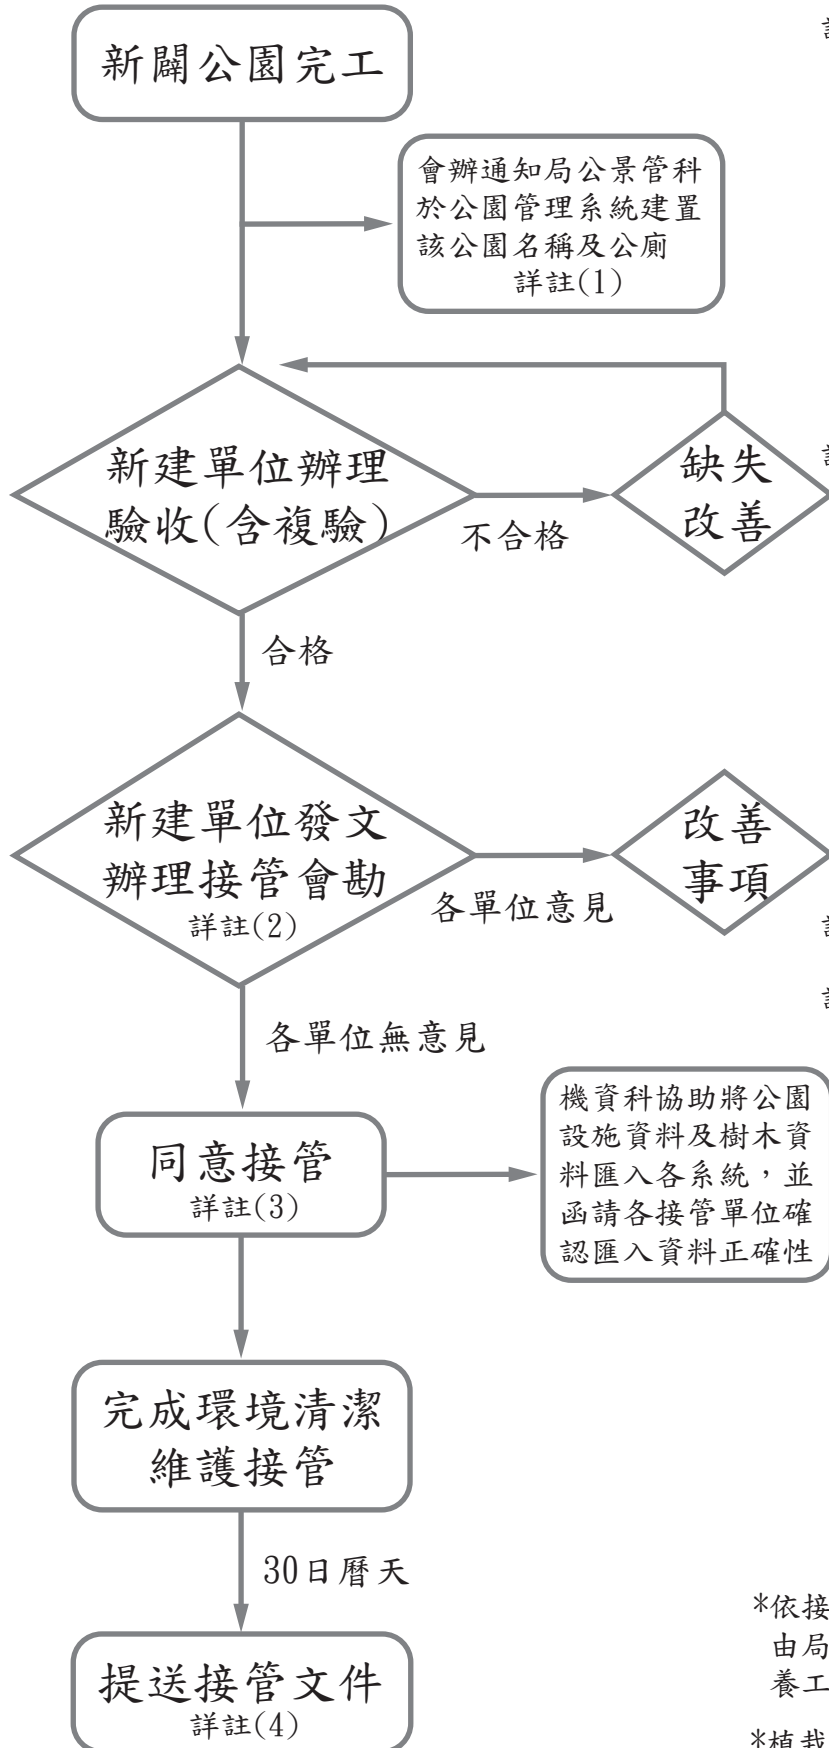 新闢公園完工
會辦通知局公景管科
於公園管理系統建置
該公園名稱及公廁
詳註(1)
新建單位辦理
驗收(含複驗)
不合格
缺失
改善
合格
新建單位發文
辦理接管會勘
詳註(2)
各單位意見
改善
事項
各單位無意見
同意接管
詳註(3)
機資科協助將公園
設施資料及樹木資
料匯入各系統，並
函請各接管單位確
認匯入資料正確性
完成環境清潔
維護接管
30日曆天
提送接管文件
詳註(4)
*依接
由局
養工
*植栽